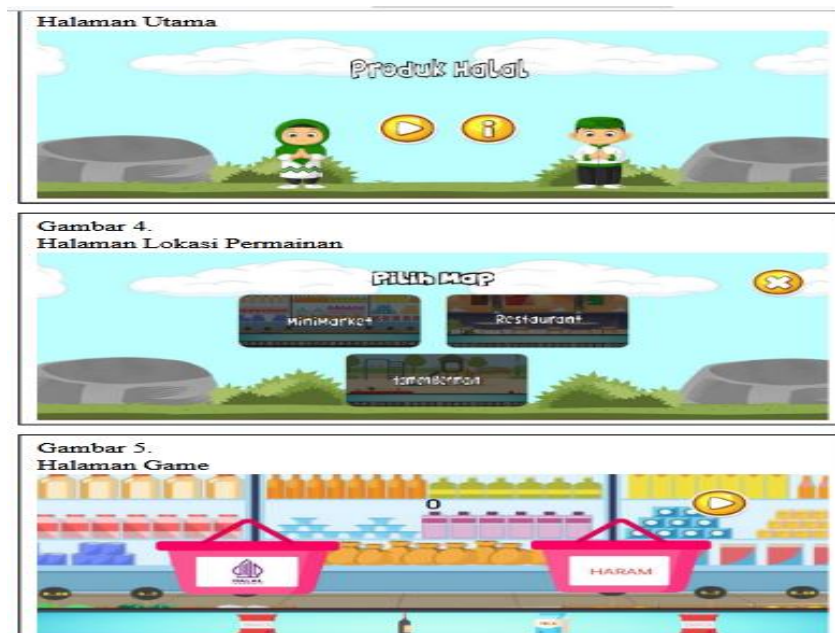 Halaman Utama
Produk Halal
Gambar 4.
Halaman Lokasi Permainan
Pilih Map
MiniMarket
Restaurant
Gambar 5.
Halaman Game
0
HALAL
HARAM